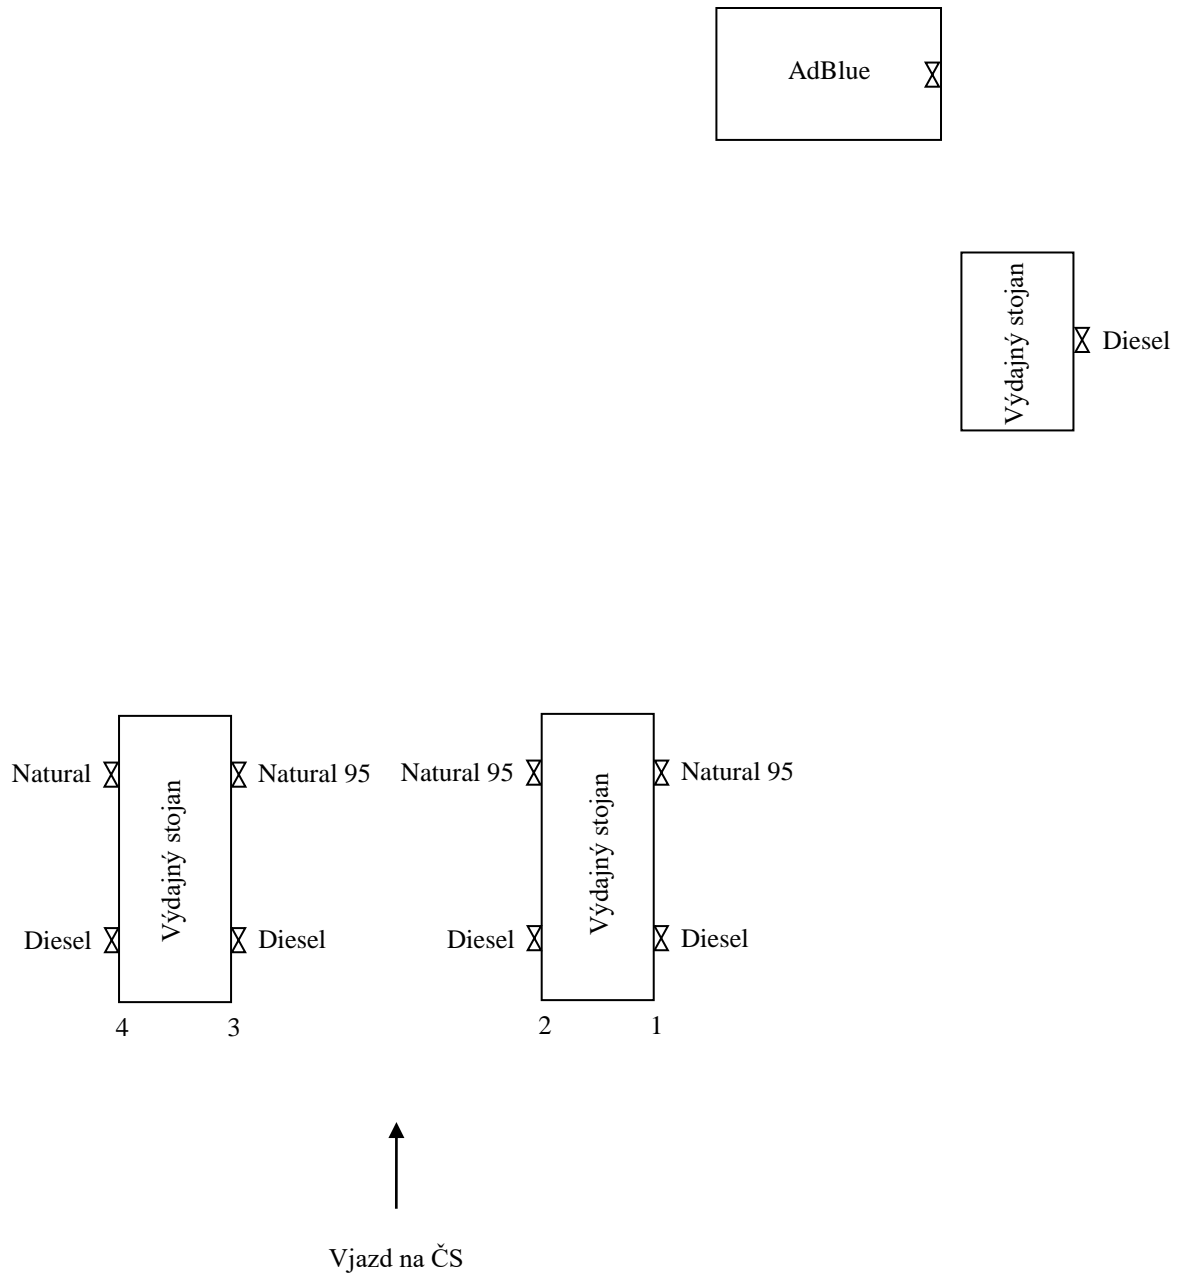 AdBlue
Výdajný stojan
Diesel
Natural
Natural 95
Natural 95
Natural 95
Výdajný stojan
Výdajný stojan
Diesel
Diesel
Diesel
Diesel
4
3
2
1
Vjazd na ČS